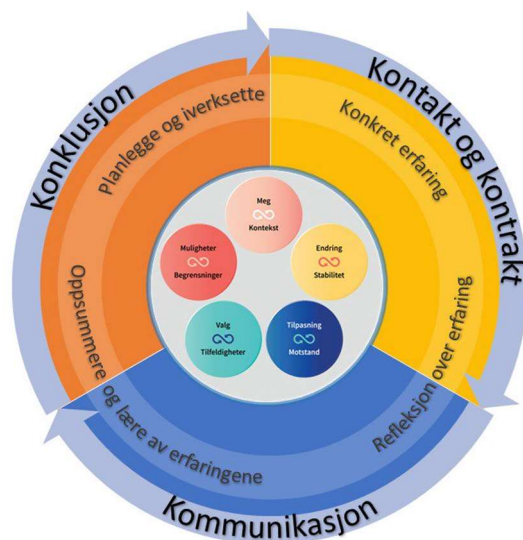 Kontakt og kontrakt
Konkret erfaring
Refleksjon over erfaring
Kommunikasjon
Oppsummere og lære av erfaringene
Konklusjon
Planlegge og iverksette
Meg
Kontekst
Endring
Stabilitet
Tilpasning
Motstand
Valg
Tilfeldigheter
Muligheter
Begrensninger